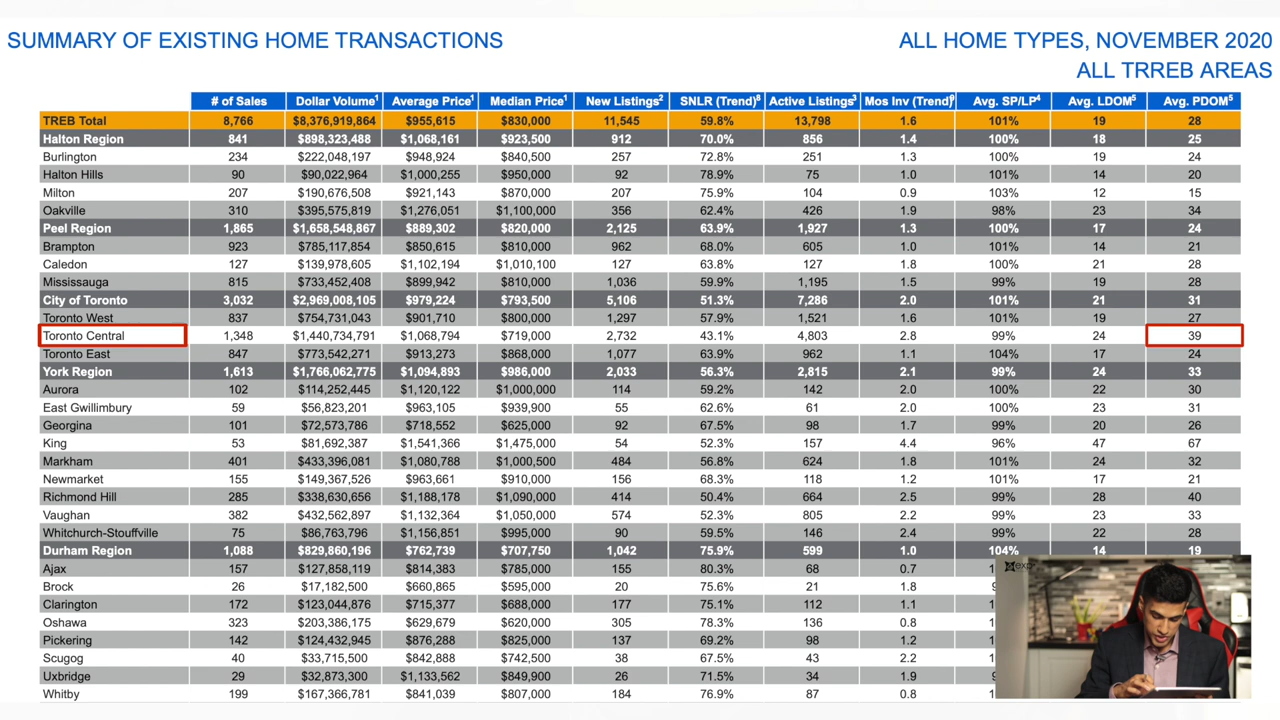 SUMMARY OF EXISTING HOME TRANSACTIONS
ALL HOME TYPES, NOVEMBER 2020
ALL TRREB AREAS
# of Sales Dollar Volume¹ Average Price¹ Median Price¹ New Listings² SNLR (Trend)⁸ Active Listings³ Mos Inv (Trend)⁹ Avg. SP/LP⁴ Avg. LDOM⁵ Avg. PDOM⁵
TREB Total 8,766 $8,376,919,864 $955,615 $830,000 11,545 59.8% 13,798 1.6 101% 19 28
Halton Region 841 $898,323,488 $1,068,161 $923,500 912 70.0% 856 1.4 100% 18 25
Burlington 234 $222,048,197 $948,924 $840,500 257 72.8% 251 1.3 100% 19 24
Halton Hills 90 $90,022,964 $1,000,255 $950,000 92 78.9% 75 1.0 101% 14 20
Milton 207 $190,676,508 $921,143 $870,000 207 75.9% 104 0.9 103% 12 15
Oakville 310 $395,575,819 $1,276,051 $1,100,000 356 62.4% 426 1.9 98% 23 34
Peel Region 1,865 $1,658,548,867 $889,302 $820,000 2,125 63.9% 1,927 1.3 100% 17 24
Brampton 923 $785,117,854 $850,615 $810,000 962 68.0% 605 1.0 101% 14 21
Caledon 127 $139,978,605 $1,102,194 $1,010,100 127 63.8% 127 1.8 100% 21 28
Mississauga 815 $733,452,408 $899,942 $810,000 1,036 59.9% 1,195 1.5 99% 19 28
City of Toronto 3,032 $2,969,008,105 $979,224 $793,500 5,106 51.3% 7,286 2.0 101% 21 31
Toronto West 837 $754,731,043 $901,710 $800,000 1,297 57.9% 1,521 1.6 101% 19 27
Toronto Central 1,348 $1,440,734,791 $1,068,794 $719,000 2,732 43.1% 4,803 2.8 99% 24 39
Toronto East 847 $773,542,271 $913,273 $868,000 1,077 63.9% 962 1.1 104% 17 24
York Region 1,613 $1,766,062,775 $1,094,893 $986,000 2,033 56.3% 2,815 2.1 99% 24 33
Aurora 102 $114,252,445 $1,120,122 $1,000,000 114 59.2% 142 2.0 100% 22 30
East Gwillimbury 59 $56,823,201 $963,105 $939,900 55 62.6% 61 2.0 100% 23 31
Georgina 101 $72,573,786 $718,552 $625,000 92 67.5% 98 1.7 99% 20 26
King 53 $81,692,387 $1,541,366 $1,475,000 54 52.3% 157 4.4 96% 47 67
Markham 401 $433,396,081 $1,080,788 $1,000,500 484 56.8% 624 1.8 101% 24 32
Newmarket 155 $149,367,526 $963,661 $910,000 156 68.3% 118 1.2 101% 17 21
Richmond Hill 285 $338,630,656 $1,188,178 $1,090,000 414 50.4% 664 2.5 99% 28 40
Vaughan 382 $432,562,897 $1,132,364 $1,050,000 574 52.3% 805 2.2 99% 23 33
Whitchurch-Stouffville 75 $86,763,796 $1,156,851 $995,000 90 59.5% 146 2.4 99% 22 28
Durham Region 1,088 $829,860,196 $762,739 $707,750 1,042 75.9% 599 1.0 104% 14 19
Ajax 157 $127,858,119 $814,383 $785,000 155 80.3% 68 0.7
Brock 26 $17,182,500 $660,865 $595,000 20 75.6% 21 1.8
Clarington 172 $123,044,876 $715,377 $688,000 177 75.1% 112 1.1
Oshawa 323 $203,386,175 $629,679 $620,000 305 78.3% 136 0.8
Pickering 142 $124,432,945 $876,288 $825,000 137 69.2% 98 1.2
Scugog 40 $33,715,500 $842,888 $742,500 38 67.5% 43 2.2
Uxbridge 29 $32,873,300 $1,133,562 $849,900 26 71.5% 34 1.9
Whitby 199 $167,366,781 $841,039 $807,000 184 76.9% 87 0.8
exp